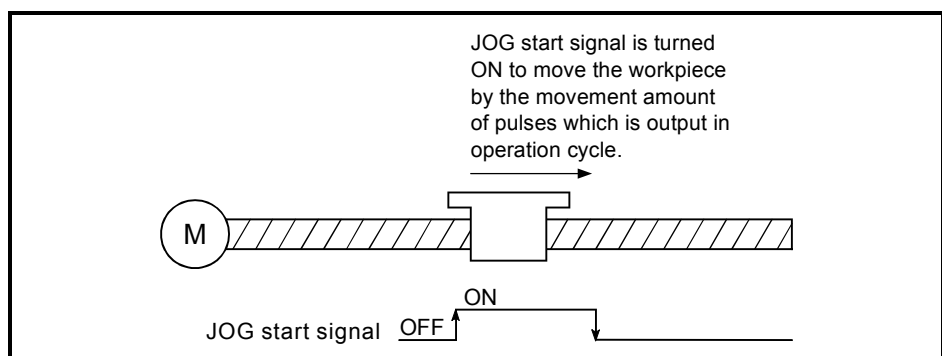 JOG start signal is turned
ON to move the workpiece
by the movement amount
of pulses which is output in
operation cycle.
M
ON
JOG start signal OFF